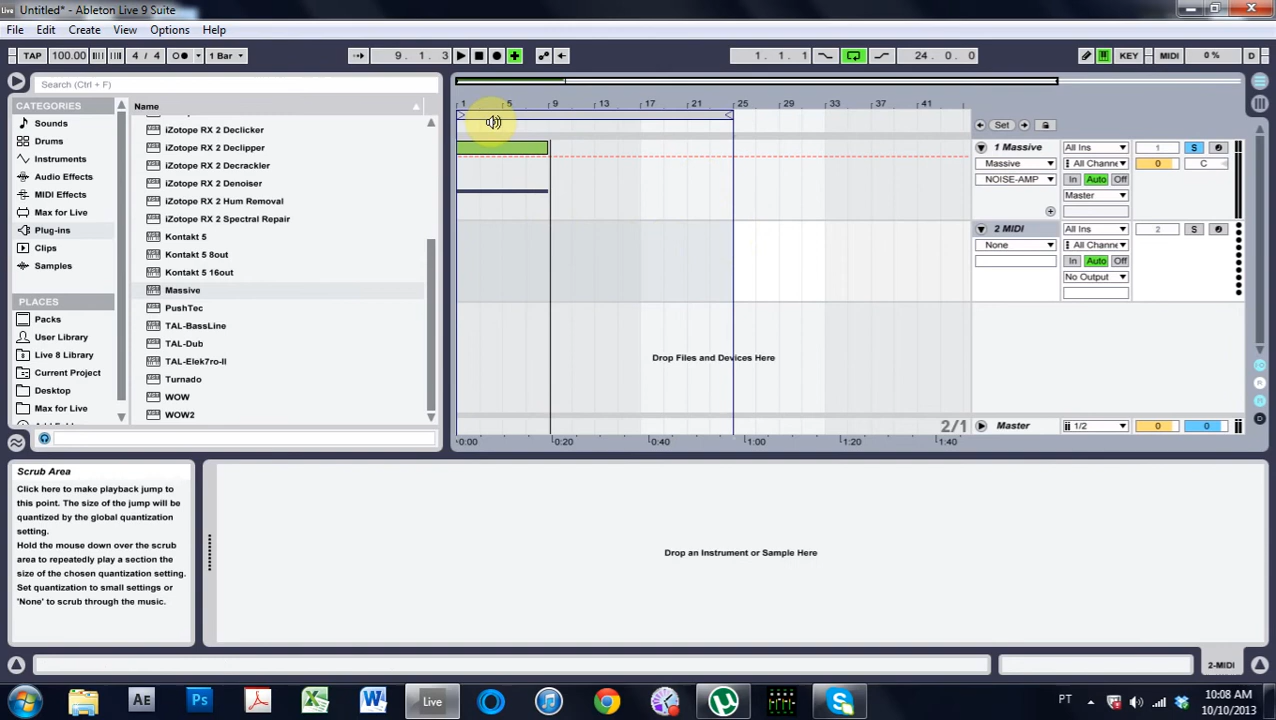 Untitled* - Ableton Live 9 Suite
File Edit Create View Options Help
TAP 100.00 4 / 4 1 Bar 9. 1. 3 1. 1. 1 24. 0. 0 KEY MIDI 0 % D
Search (Ctrl + F)
CATEGORIES
Sounds
Drums
Instruments
Audio Effects
MIDI Effects
Max for Live
Plug-ins
Clips
Samples
PLACES
Packs
User Library
Live 8 Library
Current Project
Desktop
Max for Live
Name
iZotope RX 2 Declicker
iZotope RX 2 Declipper
iZotope RX 2 Decrackler
iZotope RX 2 Denoiser
iZotope RX 2 Hum Removal
iZotope RX 2 Spectral Repair
Kontakt 5
Kontakt 5 8out
Kontakt 5 16out
Massive
PushTec
TAL-BassLine
TAL-Dub
TAL-Elek7ro-II
Turnado
WOW
WOW2
1 5 9 13 17 21 25 29 33 37 41
Set
1 Massive All Ins 1 S
Massive All Channe 0 C
NOISE-AMP In Auto Off
Master
2 MIDI All Ins 2 S
None All Channe
In Auto Off
No Output
Drop Files and Devices Here
2/1 Master 1/2 0 0
0:00 0:20 0:40 1:00 1:20 1:40
Scrub Area
Click here to make playback jump to
this point. The size of the jump will be
quantized by the global quantization
setting.
Hold the mouse down over the scrub
area to repeatedly play a section the
size of the chosen quantization setting.
Set quantization to small settings or
'None' to scrub through the music.
Drop an Instrument or Sample Here
2-MIDI
AE Ps W Live PT 10:08 AM
10/10/2013